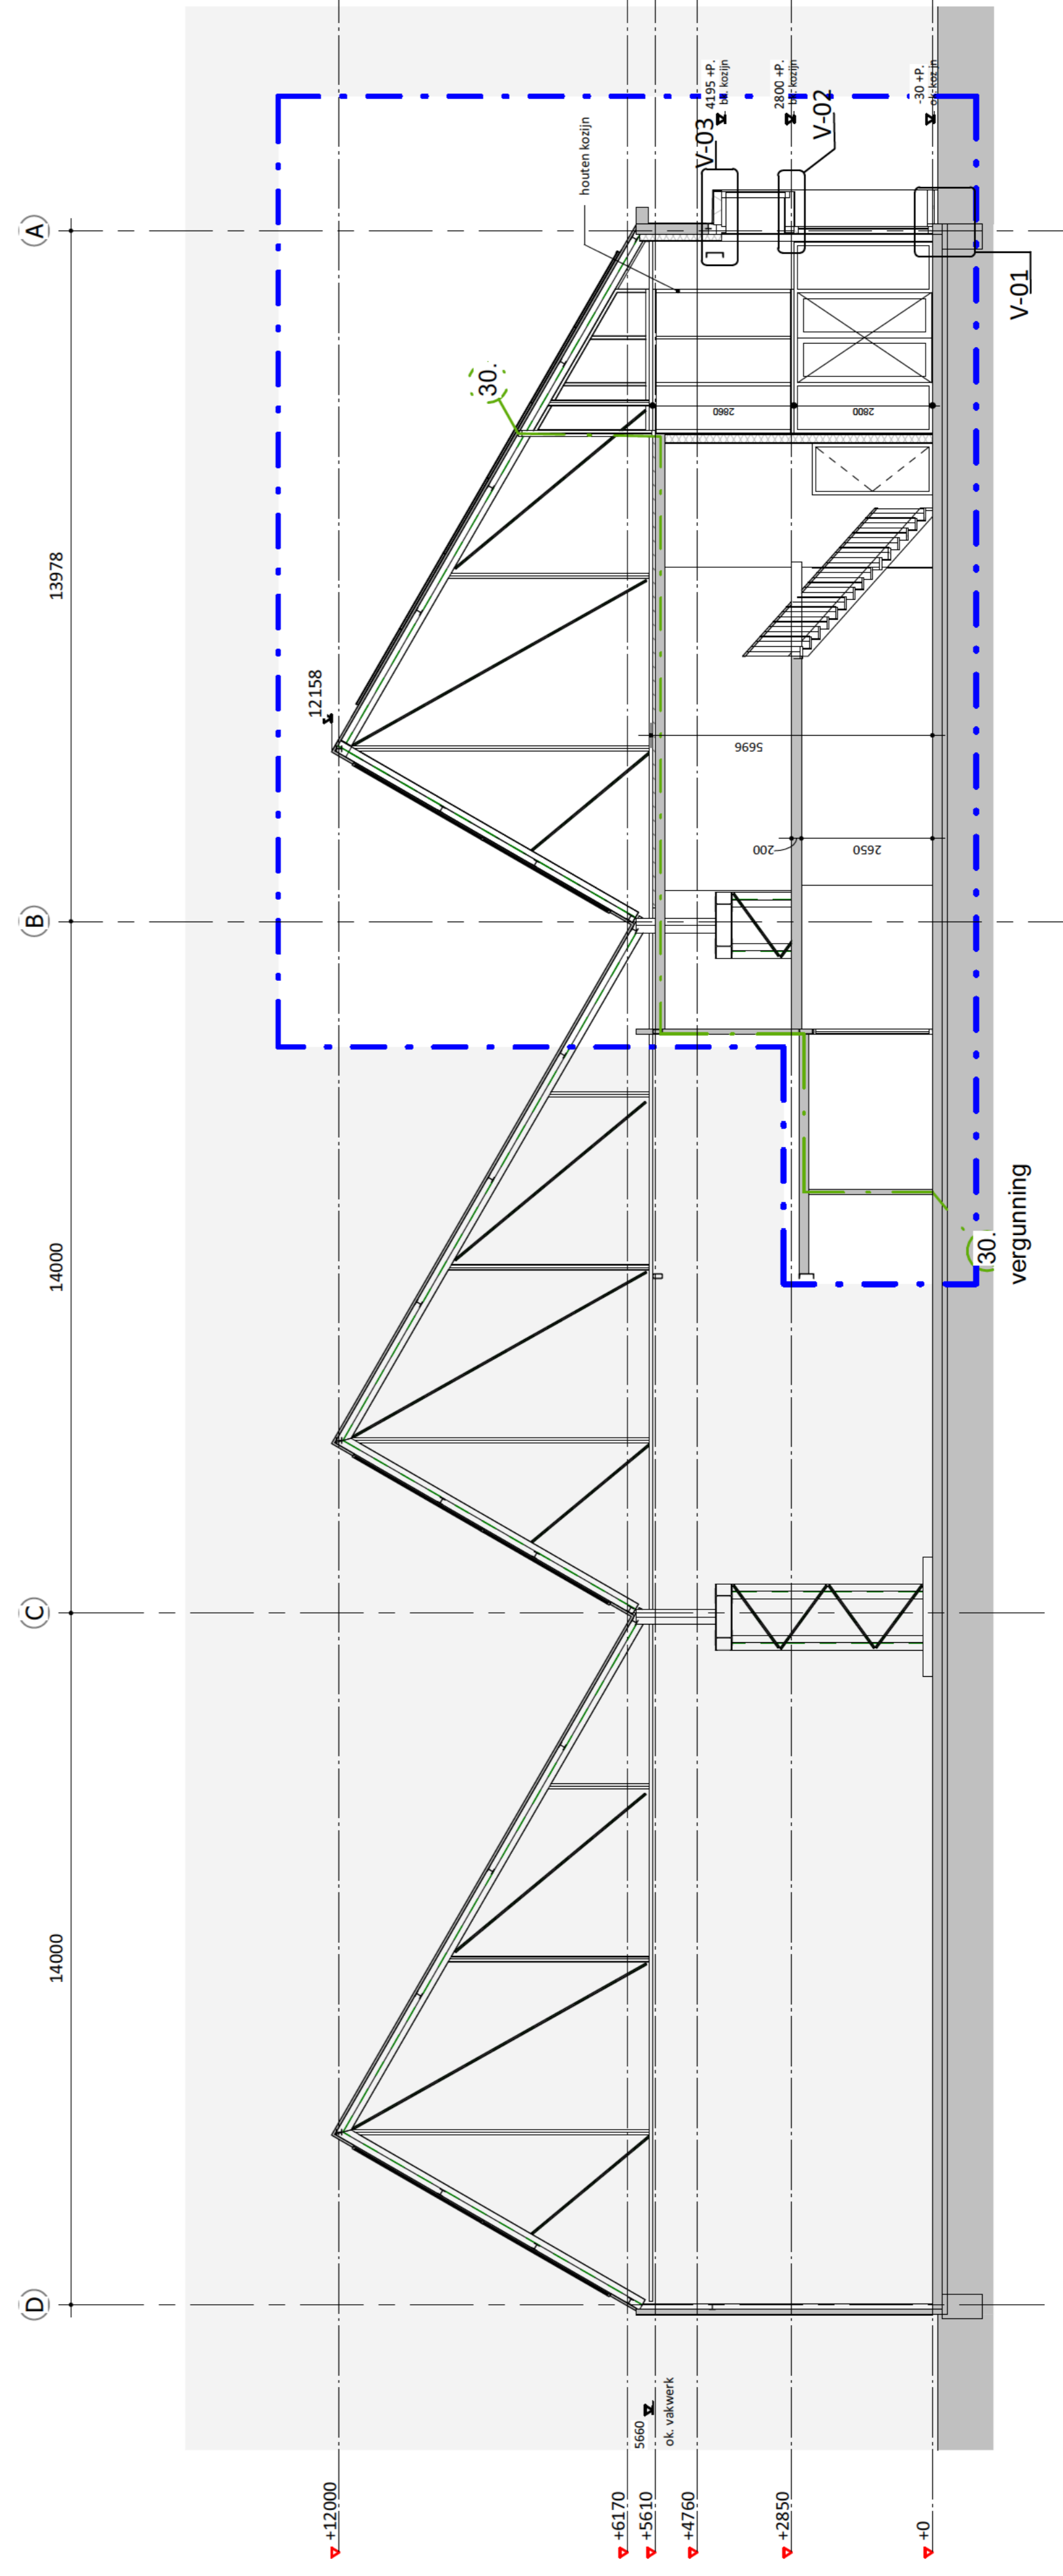 D
C
B
A
14000
14000
13978
12158
30.
houten kozijn
V-03
4195 +P.
bk. kozijn
2800 +P.
bk. kozijn
V-02
-30 +P.
ok. kozijn
V-01
2860
2800
5696
200
2650
30.
vergunning
5660
ok. vakwerk
+12000
+6170
+5610
+4760
+2850
+0